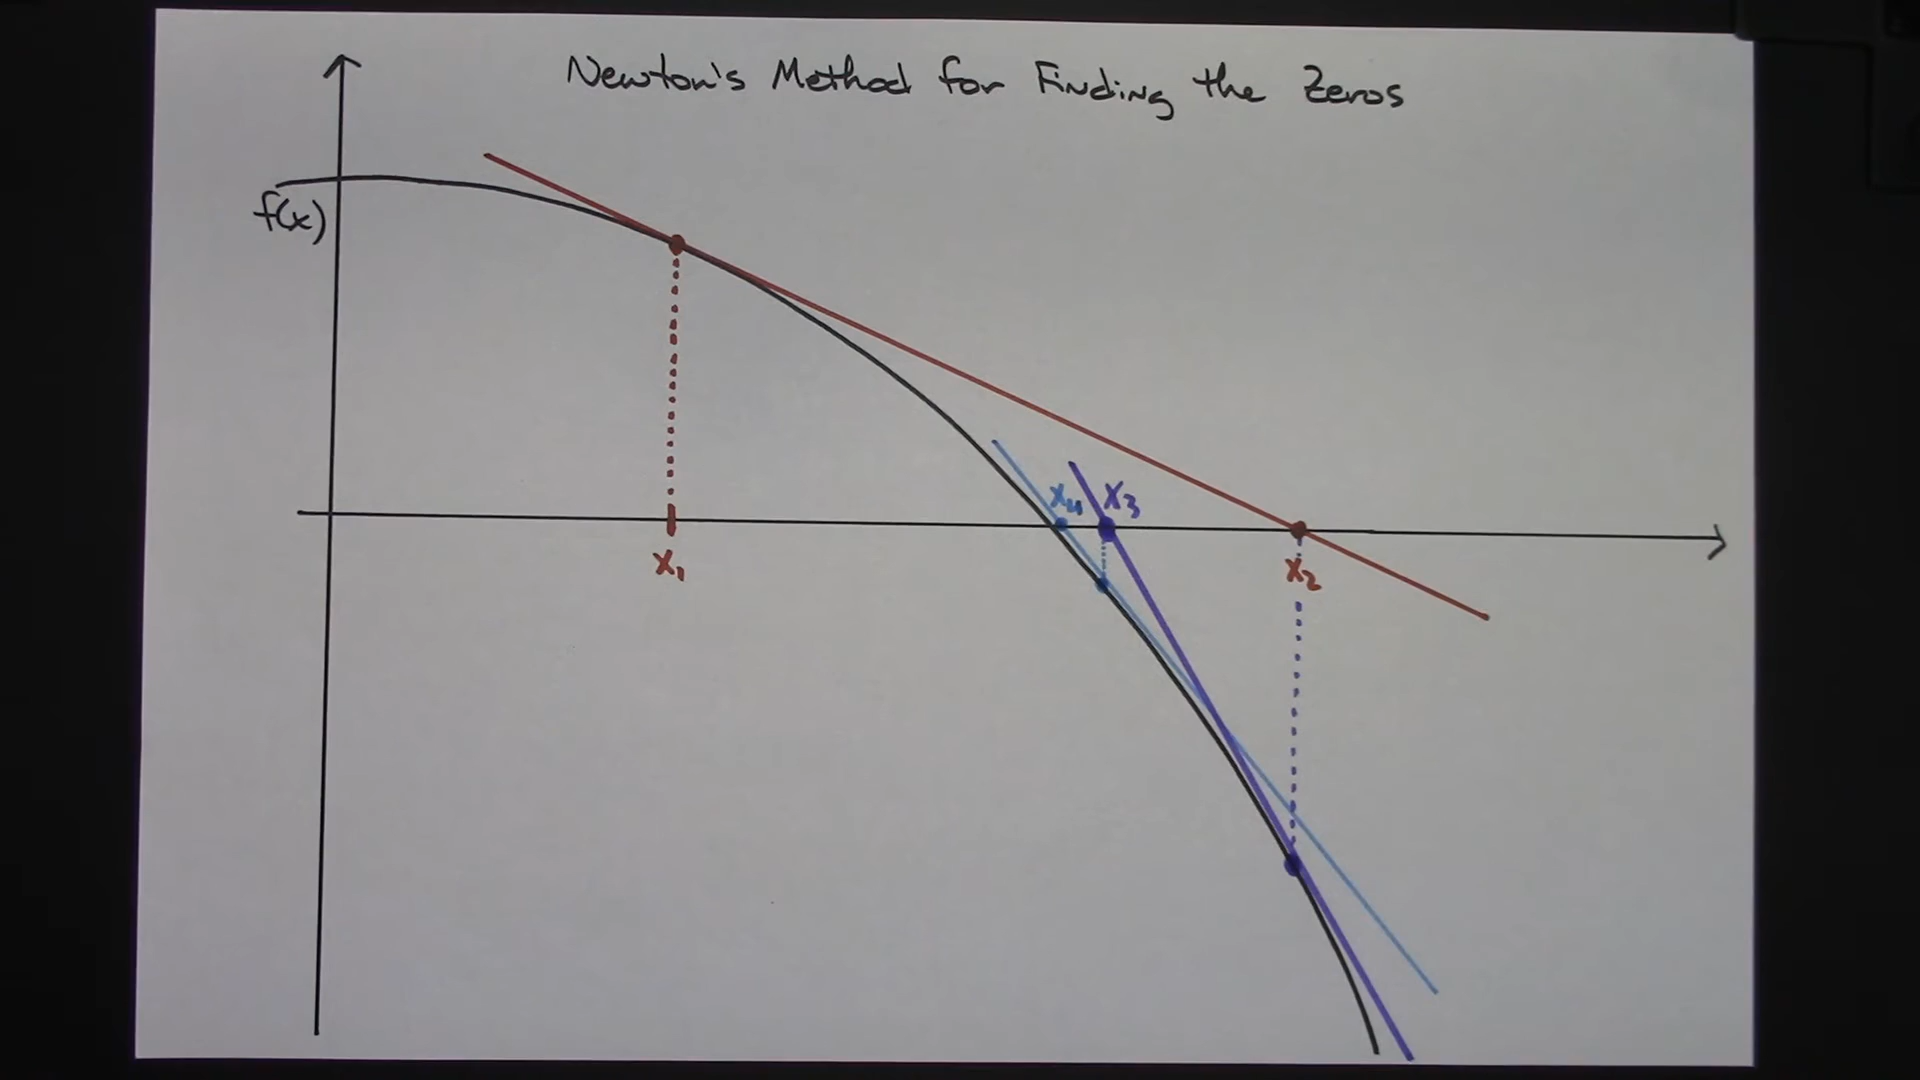 Newton's Method for Finding the Zeros
f(x)
x₄ x₃
x₁ x₂